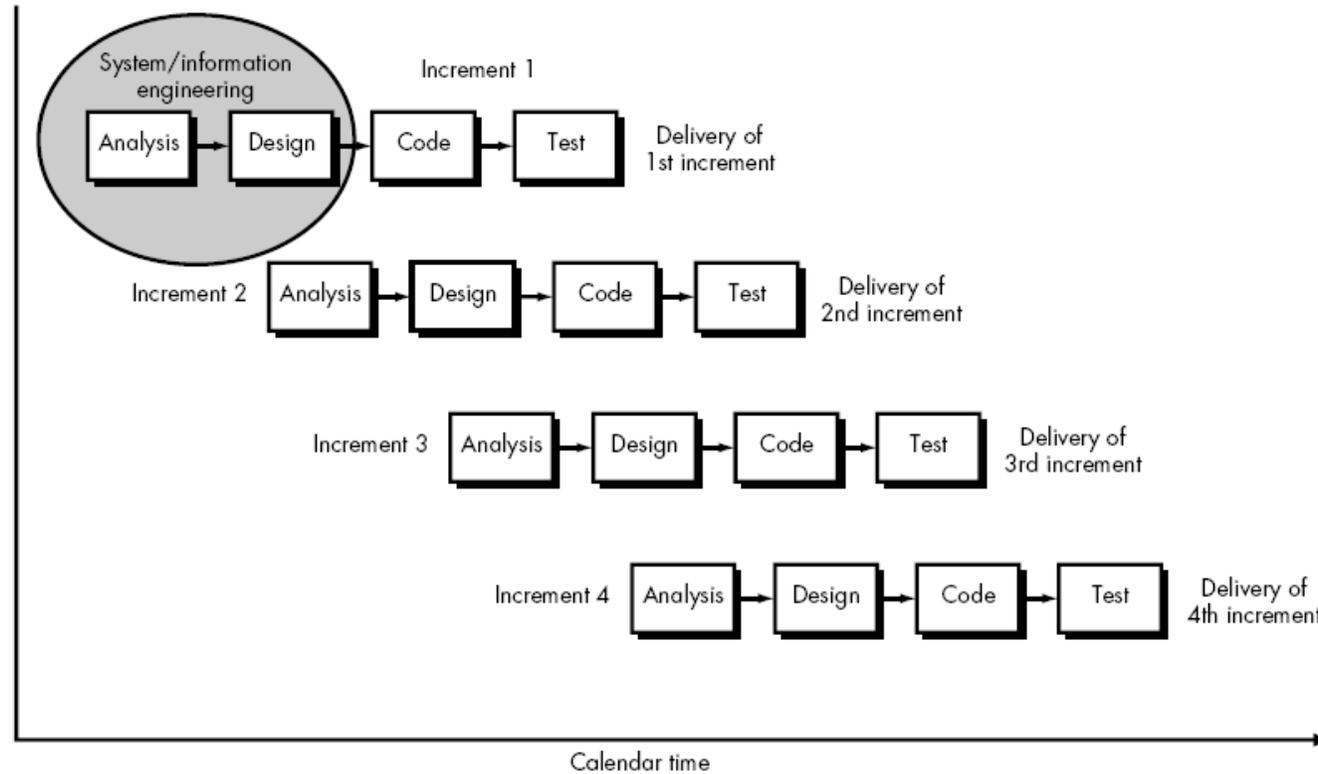 System/information
engineering
Increment 1
Analysis
Design
Code
Test
Delivery of
1st increment
Increment 2
Analysis
Design
Code
Test
Delivery of
2nd increment
Increment 3
Analysis
Design
Code
Test
Delivery of
3rd increment
Increment 4
Analysis
Design
Code
Test
Delivery of
4th increment
Calendar time